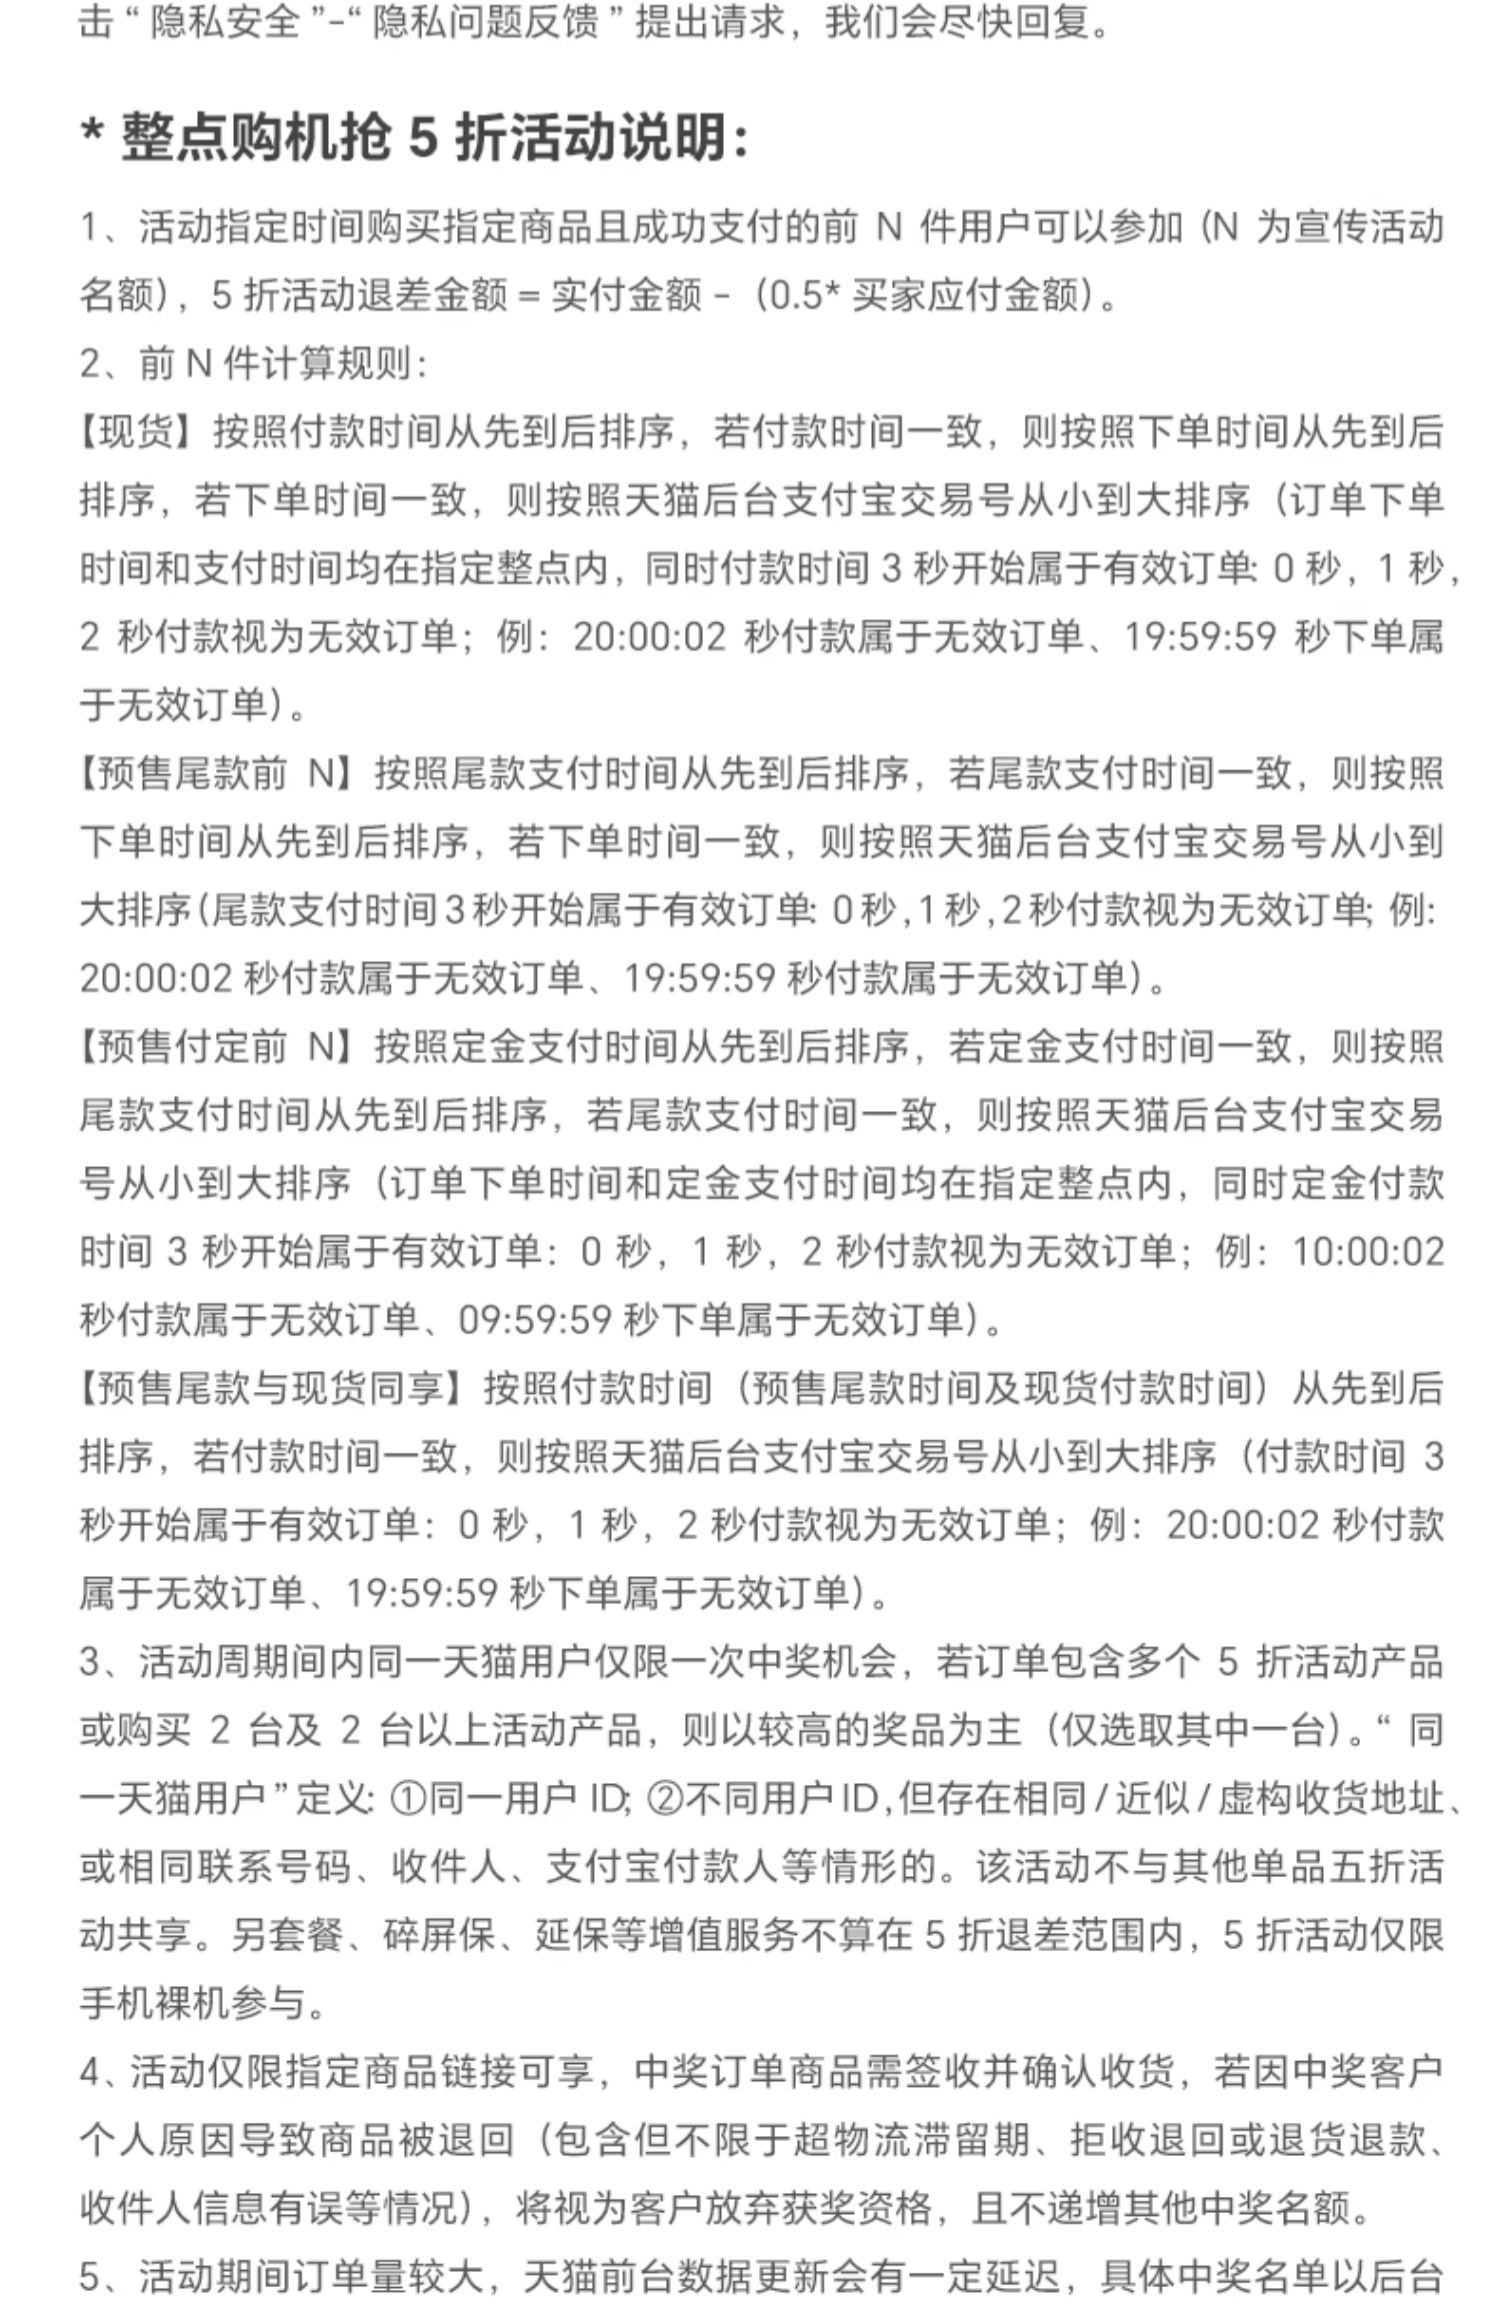 击“隐私安全”-“隐私问题反馈”提出请求，我们会尽快回复。
* 整点购机抢 5 折活动说明：
1、活动指定时间购买指定商品且成功支付的前 N 件用户可以参加 (N 为宣传活动
名额)，5 折活动退差金额 = 实付金额 -（0.5* 买家应付金额）。
2、前 N 件计算规则：
【现货】按照付款时间从先到后排序，若付款时间一致，则按照下单时间从先到后
排序，若下单时间一致，则按照天猫后台支付宝交易号从小到大排序（订单下单
时间和支付时间均在指定整点内，同时付款时间 3 秒开始属于有效订单: 0 秒，1 秒，
2 秒付款视为无效订单；例：20:00:02 秒付款属于无效订单、19:59:59 秒下单属
于无效订单）。
【预售尾款前 N】按照尾款支付时间从先到后排序，若尾款支付时间一致，则按照
下单时间从先到后排序，若下单时间一致，则按照天猫后台支付宝交易号从小到
大排序(尾款支付时间3秒开始属于有效订单: 0秒,1秒,2秒付款视为无效订单; 例:
20:00:02 秒付款属于无效订单、19:59:59 秒付款属于无效订单）。
【预售付定前 N】按照定金支付时间从先到后排序，若定金支付时间一致，则按照
尾款支付时间从先到后排序，若尾款支付时间一致，则按照天猫后台支付宝交易
号从小到大排序（订单下单时间和定金支付时间均在指定整点内，同时定金付款
时间 3 秒开始属于有效订单：0 秒，1 秒，2 秒付款视为无效订单；例：10:00:02
秒付款属于无效订单、09:59:59 秒下单属于无效订单）。
【预售尾款与现货同享】按照付款时间（预售尾款时间及现货付款时间）从先到后
排序，若付款时间一致，则按照天猫后台支付宝交易号从小到大排序（付款时间 3
秒开始属于有效订单：0 秒，1 秒，2 秒付款视为无效订单；例：20:00:02 秒付款
属于无效订单、19:59:59 秒下单属于无效订单）。
3、活动周期间内同一天猫用户仅限一次中奖机会，若订单包含多个 5 折活动产品
或购买 2 台及 2 台以上活动产品，则以较高的奖品为主（仅选取其中一台）。“ 同
一天猫用户”定义: ①同一用户 ID; ②不同用户ID,但存在相同/近似/虚构收货地址、
或相同联系号码、收件人、支付宝付款人等情形的。该活动不与其他单品五折活
动共享。另套餐、碎屏保、延保等增值服务不算在 5 折退差范围内，5 折活动仅限
手机裸机参与。
4、活动仅限指定商品链接可享，中奖订单商品需签收并确认收货，若因中奖客户
个人原因导致商品被退回（包含但不限于超物流滞留期、拒收退回或退货退款、
收件人信息有误等情况），将视为客户放弃获奖资格，且不递增其他中奖名额。
5、活动期间订单量较大，天猫前台数据更新会有一定延迟，具体中奖名单以后台